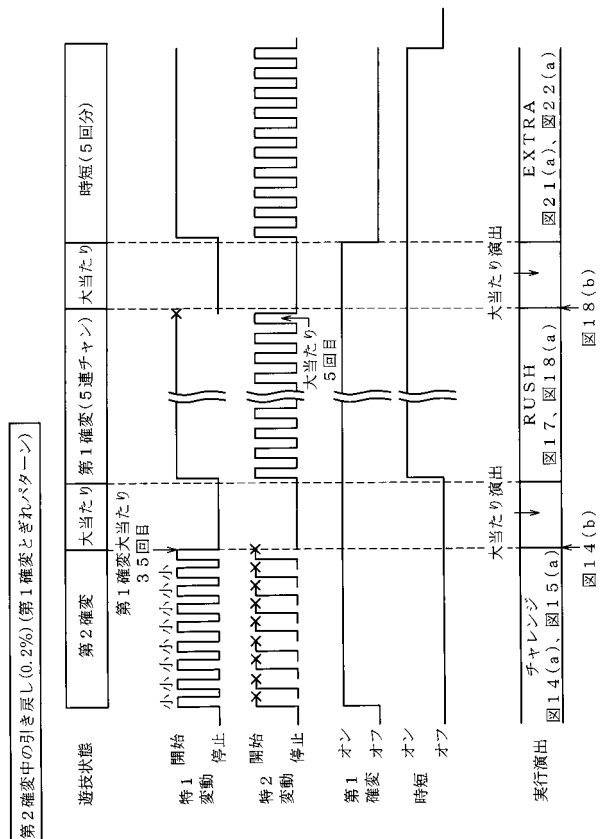 第2確変中の引き戻し(0.2%)(第1確変とぎれパターン)
遊技状態
第2確変
大当たり
第1確変(5連チャン)
大当たり
時短(5回分)
第1確変大当たり
35回目
特1
変動
開始
停止
小小小小小小小小
特2
変動
開始
停止
大当たり
5回目
第1
確変
オン
オフ
時短
オン
オフ
大当たり演出
大当たり演出
実行演出
チャレンジ
図14(a)、図15(a)
RUSH
図17、図18(a)
EXTRA
図21(a)、図22(a)
図14(b)
図18(b)